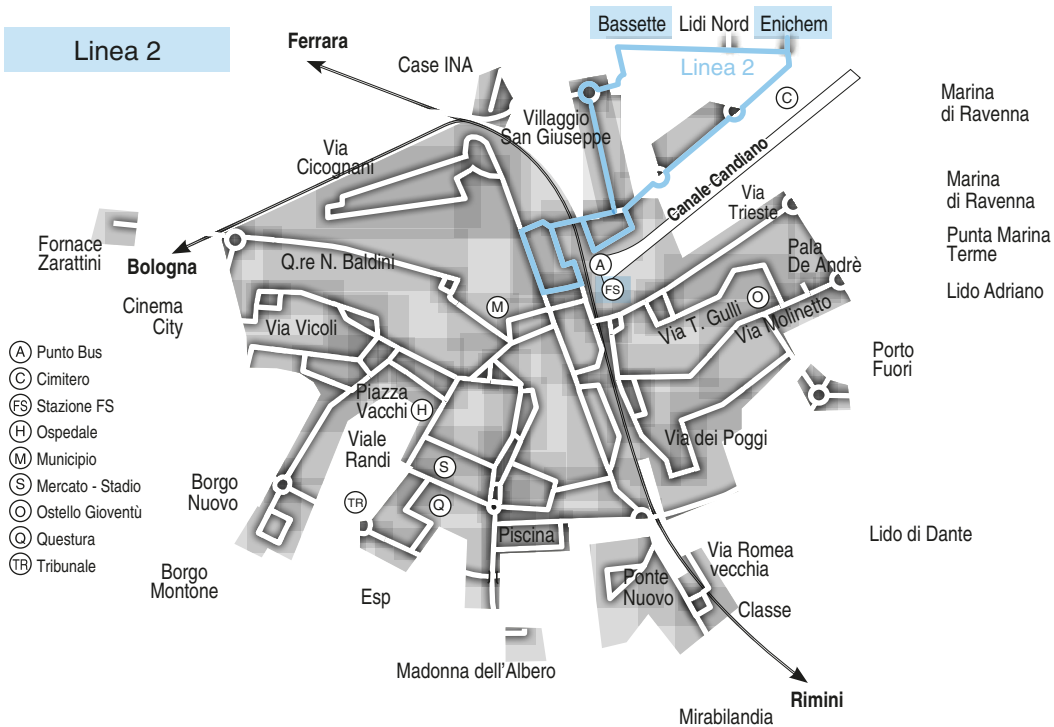 Linea 2
Ferrara
Bassette
Lidi Nord
Enichem
Case INA
Linea 2
C
Marina
di Ravenna
Villaggio
San Giuseppe
Via
Cicognani
Canale Candiano
Via
Trieste
Marina
di Ravenna
Fornace
Zarattini
Bologna
Q.re N. Baldini
A
FS
Pala
De Andrè
Punta Marina
Terme
Lido Adriano
Cinema
City
M
Via Vicoli
Via T. Gulli
O
Via Molinetto
Porto
Fuori
A Punto Bus
C Cimitero
FS Stazione FS
H Ospedale
M Municipio
S Mercato - Stadio
O Ostello Gioventù
Q Questura
TR Tribunale
Piazza
Vacchi
H
Viale
Randi
Via dei Poggi
S
Borgo
Nuovo
TR
Q
Piscina
Lido di Dante
Via Romea
vecchia
Borgo
Montone
Esp
Ponte
Nuovo
Classe
Madonna dell'Albero
Rimini
Mirabilandia